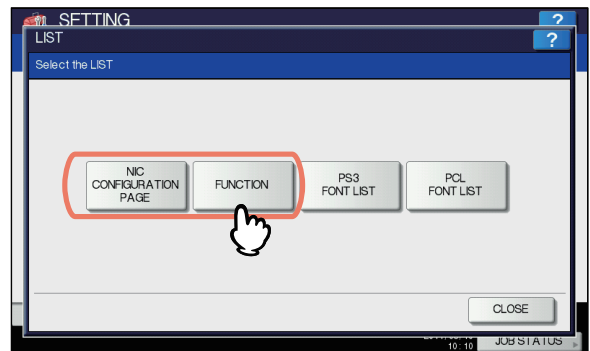 SETTING
?
LIST
?
Select the LIST
NIC
CONFIGURATION
PAGE
FUNCTION
PS3
FONT LIST
PCL
FONT LIST
CLOSE
10:10
JOB STATUS